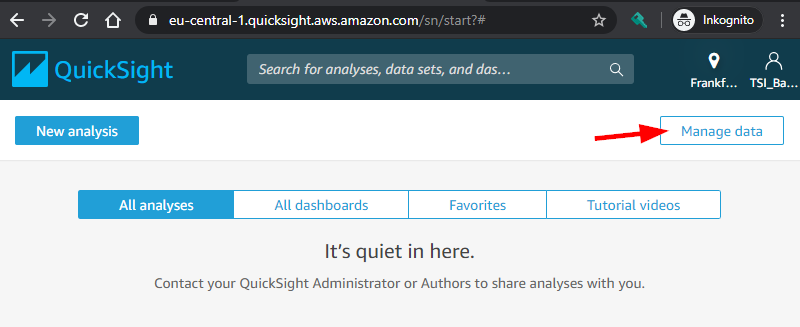 eu-central-1.quicksight.aws.amazon.com/sn/start?#
Inkognito
QuickSight
Search for analyses, data sets, and das…
Frankf…
TSI_Ba…
New analysis
Manage data
All analyses
All dashboards
Favorites
Tutorial videos
It's quiet in here.
Contact your QuickSight Administrator or Authors to share analyses with you.